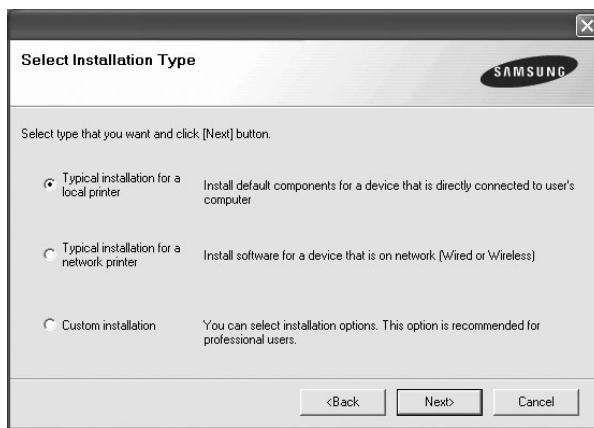 Select Installation Type
SAMSUNG
Select type that you want and click [Next] button.
Typical installation for a
local printer
Install default components for a device that is directly connected to user's
computer
Typical installation for a
network printer
Install software for a device that is on network (Wired or Wireless)
Custom installation
You can select installation options. This option is recommended for
professional users.
<Back
Next>
Cancel